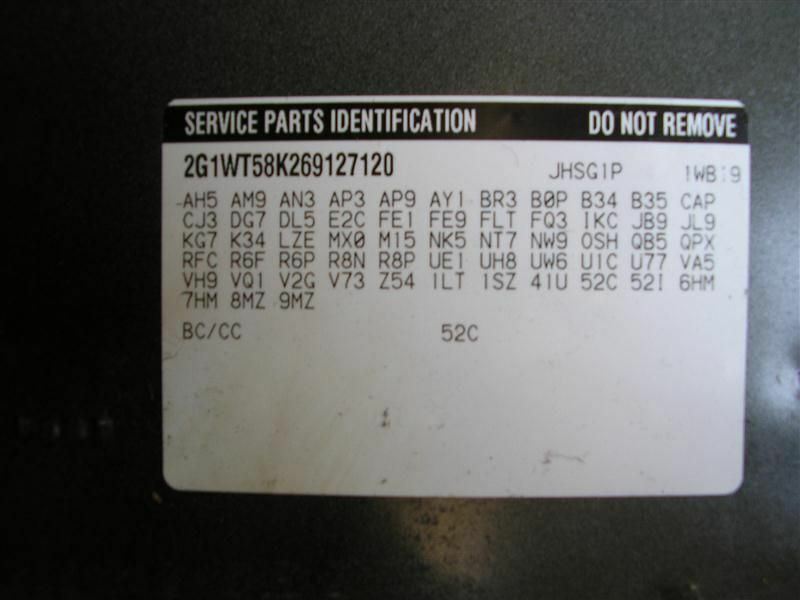 SERVICE PARTS IDENTIFICATION DO NOT REMOVE
2G1WT58K269127120 JHSG1P 1WB19
AH5 AM9 AN3 AP3 AP9 AY1 BR3 B0P B34 B35 CAP
CJ3 DG7 DL5 E2C FE1 FE9 FLT FQ3 IKC JB9 JL9
KG7 K34 LZE MX0 M15 NK5 NT7 NW9 OSH QB5 QPX
RFC R6F R6P R8N R8P UE1 UH8 UW6 U1C U77 VA5
VH9 VQ1 V2G V73 Z54 1LT 1SZ 41U 52C 52I 6HM
7HM 8MZ 9MZ
BC/CC 52C